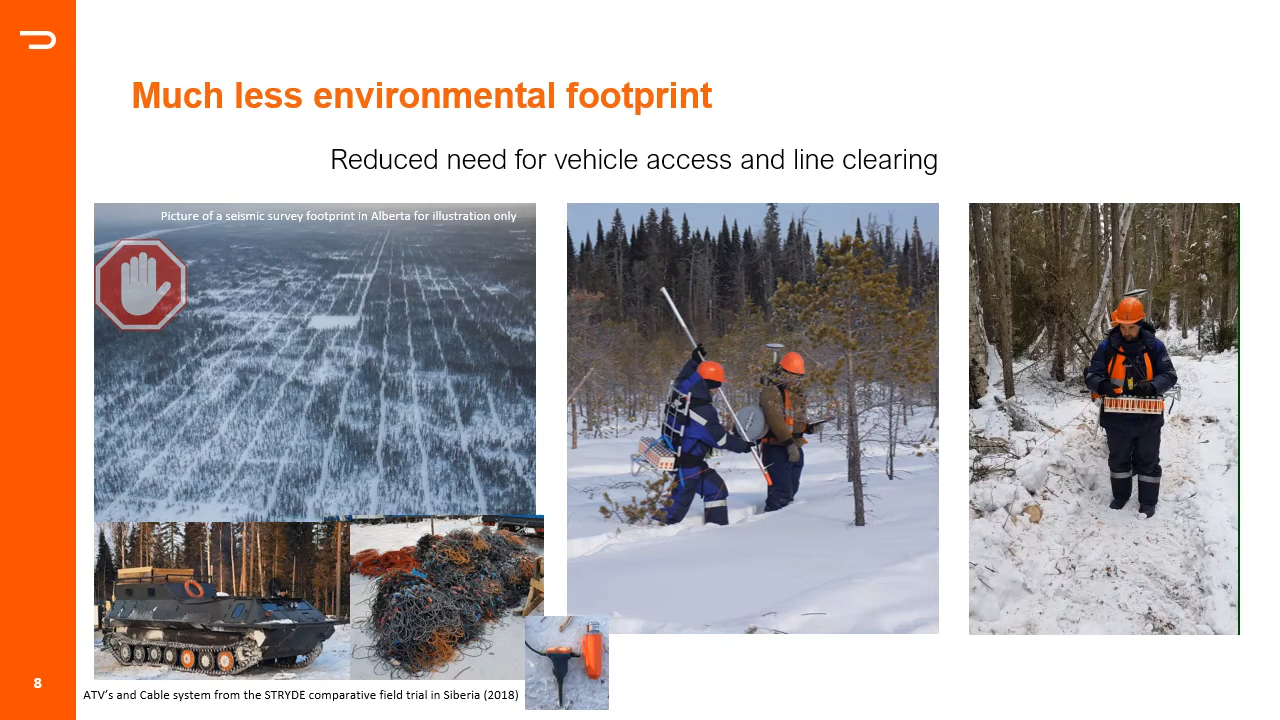 Much less environmental footprint
Reduced need for vehicle access and line clearing
Picture of a seismic survey footprint in Alberta for illustration only
ATV's and Cable system from the STRYDE comparative field trial in Siberia (2018)
8